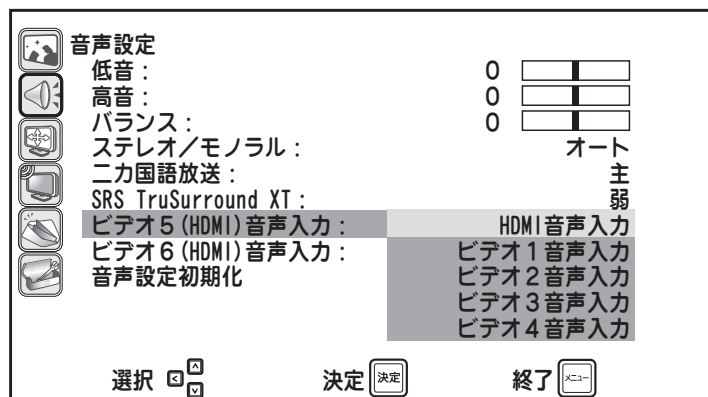 音声設定
低音： 0
高音： 0
バランス： 0
ステレオ／モノラル： オート
二カ国語放送： 主
SRS TruSurround XT： 弱
ビデオ5(HDMI)音声入力： HDMI音声入力
ビデオ6(HDMI)音声入力： ビデオ1音声入力
音声設定初期化 ビデオ2音声入力
ビデオ3音声入力
ビデオ4音声入力
選択 決定 決定 終了 メニュー